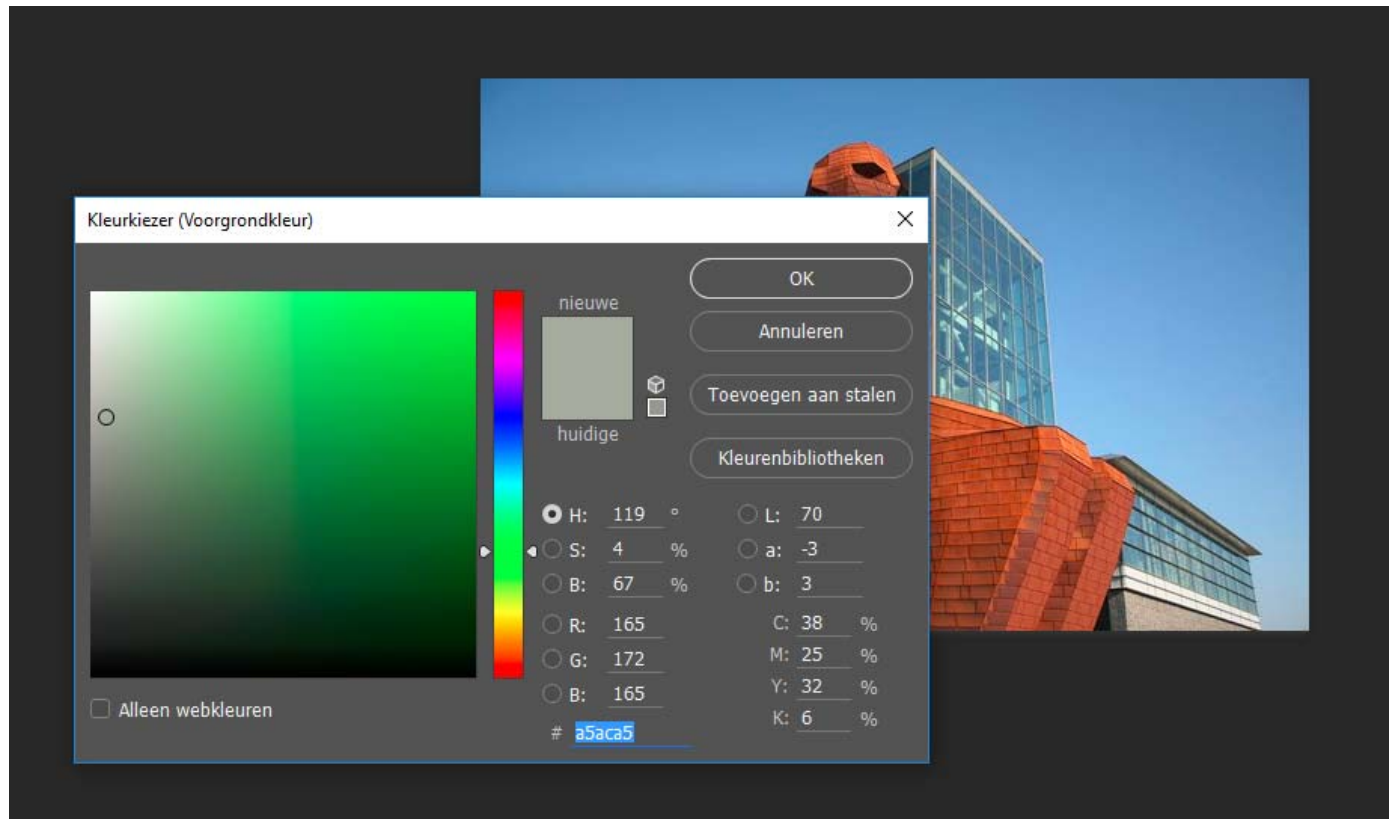 Kleurkiezer (Voorgrondkleur)
nieuwe
huidige
OK
Annuleren
Toevoegen aan stalen
Kleurenbibliotheken
H: 119 °
S: 4 %
B: 67 %
R: 165
G: 172
B: 165
# a5aca5
L: 70
a: -3
b: 3
C: 38 %
M: 25 %
Y: 32 %
K: 6 %
Alleen webkleuren